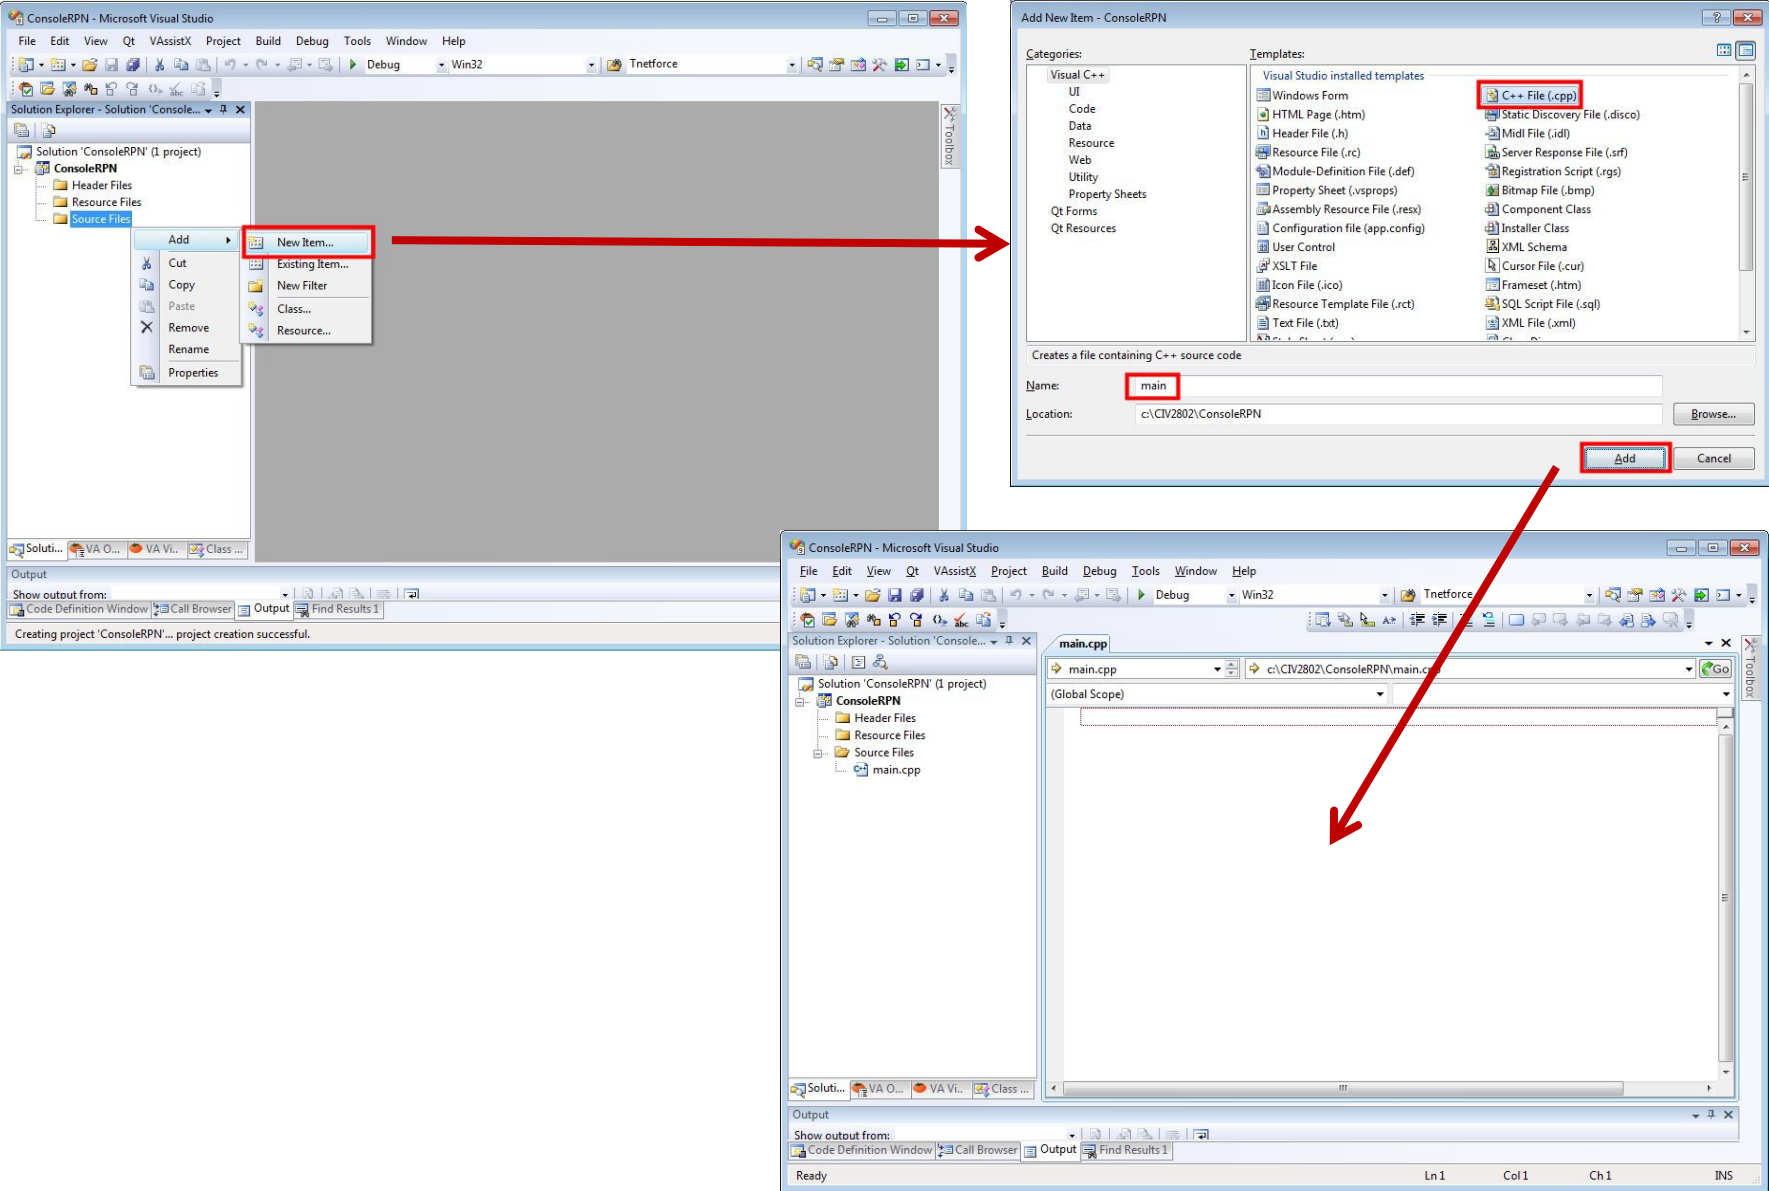 ConsoleRPN - Microsoft Visual Studio
File Edit View Qt VAssistX Project Build Debug Tools Window Help
Debug Win32 Tnetforce
Solution Explorer - Solution 'Console...
Toolbox
Solution 'ConsoleRPN' (1 project)
ConsoleRPN
Header Files
Resource Files
Source Files
Add
Cut
Copy
Paste
Remove
Rename
Properties
New Item...
Existing Item...
New Filter
Class...
Resource...
Soluti... VA O... VA Vi.. Class ...
Output
Show output from:
Code Definition Window Call Browser Output Find Results 1
Creating project 'ConsoleRPN'... project creation successful.
Add New Item - ConsoleRPN
Categories:
Templates:
Visual C++
UI
Code
Data
Resource
Web
Utility
Property Sheets
Qt Forms
Qt Resources
Visual Studio installed templates
Windows Form
C++ File (.cpp)
HTML Page (.htm)
Static Discovery File (.disco)
Header File (.h)
Midl File (.idl)
Resource File (.rc)
Server Response File (.srf)
Module-Definition File (.def)
Registration Script (.rgs)
Property Sheet (.vsprops)
Bitmap File (.bmp)
Assembly Resource File (.resx)
Component Class
Configuration file (app.config)
Installer Class
User Control
XML Schema
XSLT File
Cursor File (.cur)
Icon File (.ico)
Frameset (.htm)
Resource Template File (.rct)
SQL Script File (.sql)
Text File (.txt)
XML File (.xml)
Creates a file containing C++ source code
Name: main
Location: c:\CIV2802\ConsoleRPN
Browse...
Add Cancel
ConsoleRPN - Microsoft Visual Studio
File Edit View Qt VAssistX Project Build Debug Tools Window Help
Debug Win32 Tnetforce
Solution Explorer - Solution 'Console...
Solution 'ConsoleRPN' (1 project)
ConsoleRPN
Header Files
Resource Files
Source Files
main.cpp
main.cpp
main.cpp c:\CIV2802\ConsoleRPN\main.cpp Go
(Global Scope)
Toolbox
Soluti... VA O... VA Vi.. Class ...
Output
Show output from:
Code Definition Window Call Browser Output Find Results 1
Ready Ln 1 Col 1 Ch 1 INS